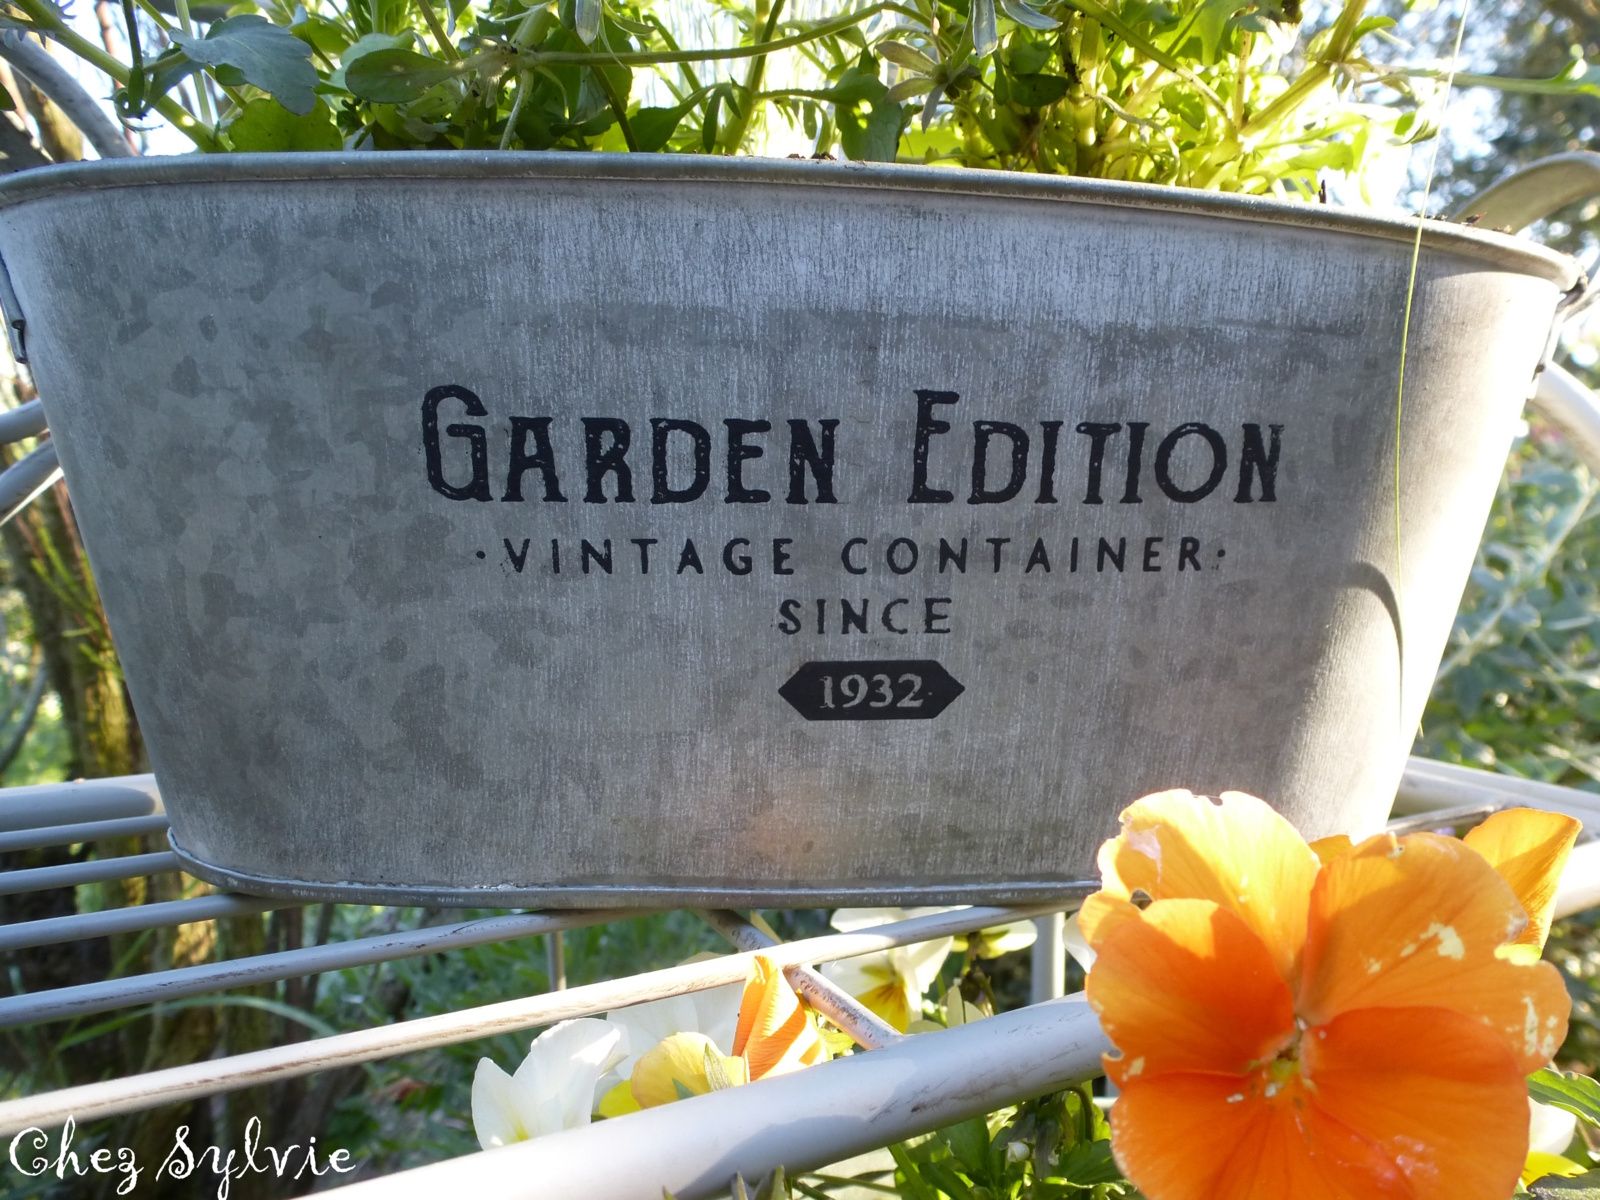 GARDEN EDITION
·VINTAGE CONTAINER·
SINCE
1932
Chez Sylvie